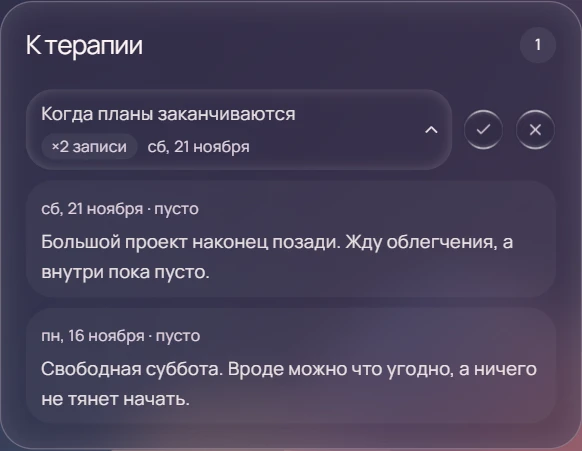 К терапии
1
Когда планы заканчиваются
×2 записи сб, 21 ноября
сб, 21 ноября · пусто
Большой проект наконец позади. Жду облегчения, а
внутри пока пусто.
пн, 16 ноября · пусто
Свободная суббота. Вроде можно что угодно, а ничего
не тянет начать.